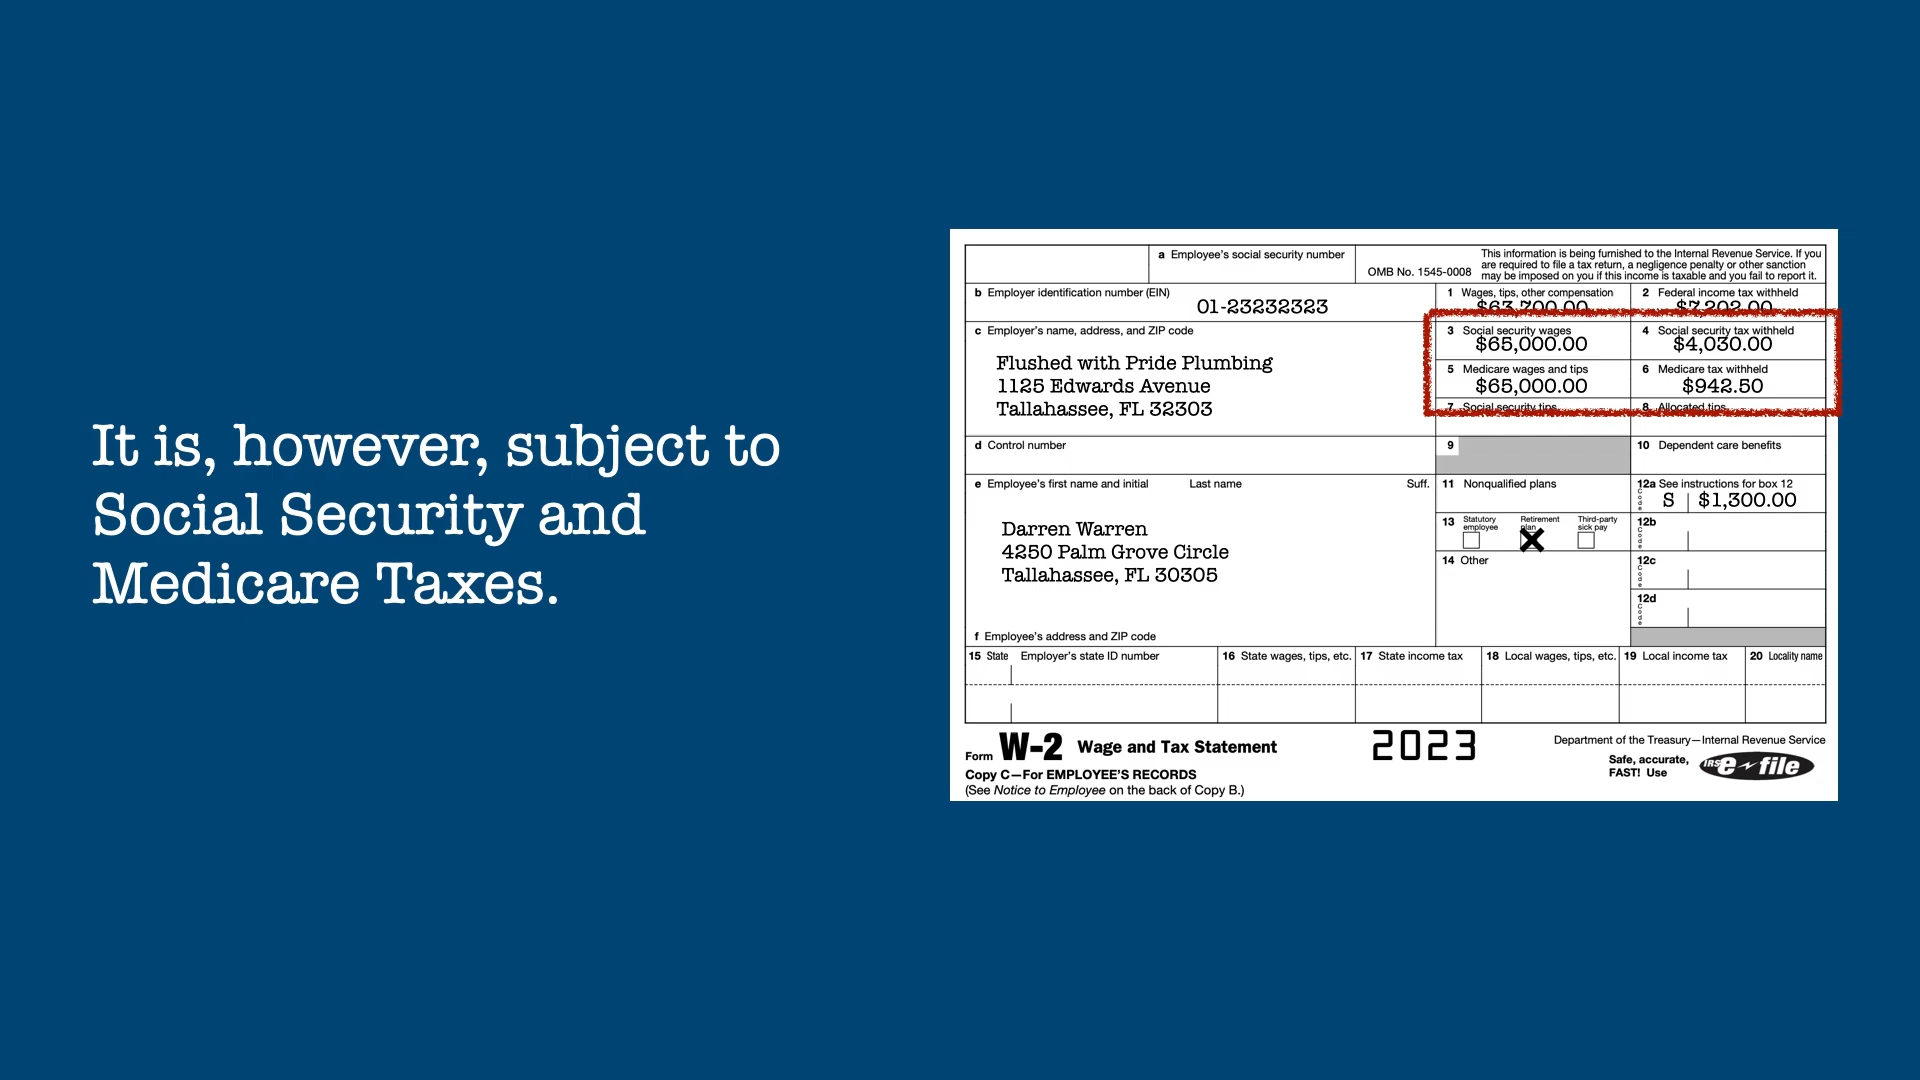 It is, however, subject to
Social Security and
Medicare Taxes.
a Employee's social security number
OMB No. 1545-0008
This information is being furnished to the Internal Revenue Service. If you
are required to file a tax return, a negligence penalty or other sanction
may be imposed on you if this income is taxable and you fail to report it.
b Employer identification number (EIN)
01-23232323
1 Wages, tips, other compensation
$63,700.00
2 Federal income tax withheld
$7,202.00
c Employer's name, address, and ZIP code
Flushed with Pride Plumbing
1125 Edwards Avenue
Tallahassee, FL 32303
3 Social security wages
$65,000.00
4 Social security tax withheld
$4,030.00
5 Medicare wages and tips
$65,000.00
6 Medicare tax withheld
$942.50
7 Social security tips
8 Allocated tips
d Control number
9
10 Dependent care benefits
e Employee's first name and initial Last name Suff.
Darren Warren
4250 Palm Grove Circle
Tallahassee, FL 30305
f Employee's address and ZIP code
11 Nonqualified plans
12a See instructions for box 12
Code S $1,300.00
13 Statutory employee
Retirement plan
Third-party sick pay
12b
Code
14 Other
12c
Code
12d
Code
15 State Employer's state ID number
16 State wages, tips, etc.
17 State income tax
18 Local wages, tips, etc.
19 Local income tax
20 Locality name
Form W-2 Wage and Tax Statement
2023
Department of the Treasury—Internal Revenue Service
Copy C—For EMPLOYEE'S RECORDS
(See Notice to Employee on the back of Copy B.)
Safe, accurate,
FAST! Use
IRS e-file